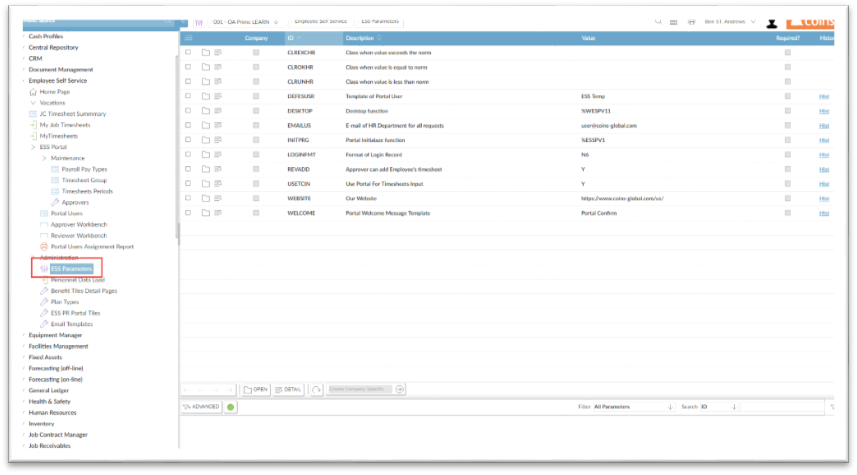 001 - OA Prime LEARN Employee Self Service ESS Parameters Ben St. Andrews coins
Cash Profiles
Central Repository
CRM
Document Management
Employee Self Service
Home Page
Vacations
JC Timesheet Summmary
My Job Timesheets
MyTimesheets
ESS Portal
Maintenance
Payroll Pay Types
Timesheet Group
Timesheets Periods
Approvers
Portal Users
Approver Workbench
Reviewer Workbench
Portal Users Assignment Report
Administration
ESS Parameters
Personnel Data Load
Benefit Tiles Detail Pages
Plan Types
ESS PR Portal Tiles
Email Templates
Equipment Manager
Facilities Management
Fixed Assets
Forecasting (off-line)
Forecasting (on-line)
General Ledger
Health & Safety
Human Resources
Inventory
Job Contract Manager
Job Receivables
Company ID Description Value Required? Histor
CLREXCHR Class when value exceeds the norm
CLROKHR Class when value is equal to norm
CLRUNHR Class when value is less than norm
DEFESUSR Template of Portal User ESS Temp Hist
DESKTOP Desktop function %WESPV11 Hist
EMAILUS E-mail of HR Department for all requests user@coins-global.com Hist
INITPRG Portal Initialaze function %ESSPV1 Hist
LOGINFMT Format of Login Record N6 Hist
REVADD Approver can add Employee's timesheet Y Hist
USETCIN Use Portal For Timesheets Input Y Hist
WEBSITE Our Website https://www.coins-global.com/us/ Hist
WELCOME Portal Welcome Message Template Portal Confirm Hist
OPEN DETAIL Create Company Specific
ADVANCED Filter All Parameters Search ID